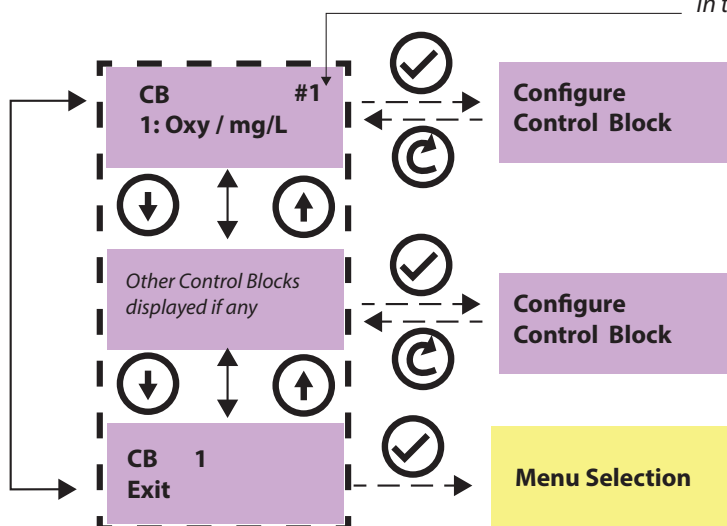 in t
CB #1
1: Oxy / mg/L
Configure
Control Block
Other Control Blocks
displayed if any
Configure
Control Block
CB 1
Exit
Menu Selection